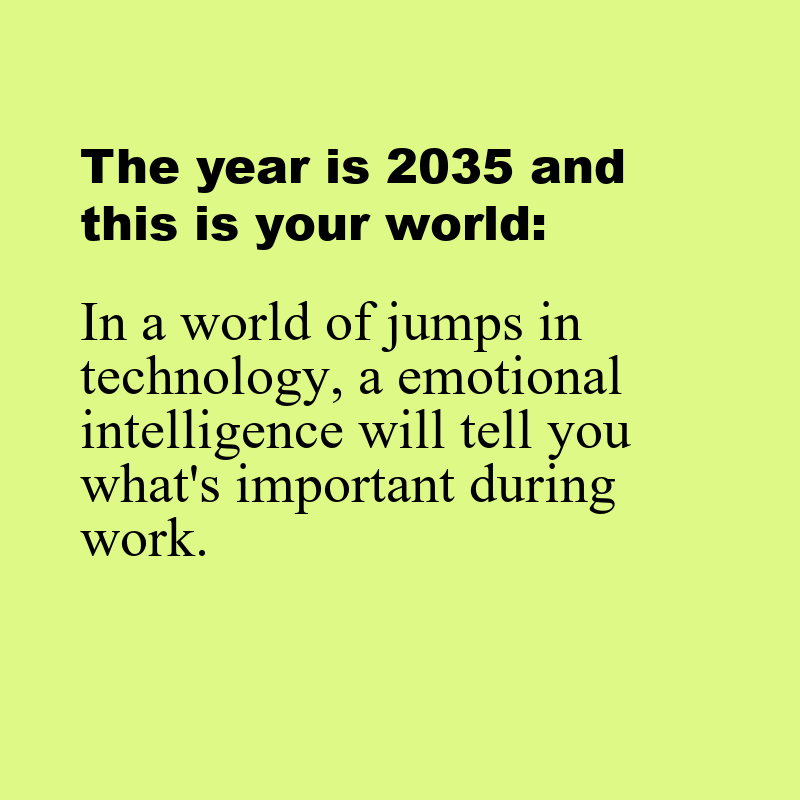 The year is 2035 and
this is your world:
In a world of jumps in
technology, a emotional
intelligence will tell you
what's important during
work.